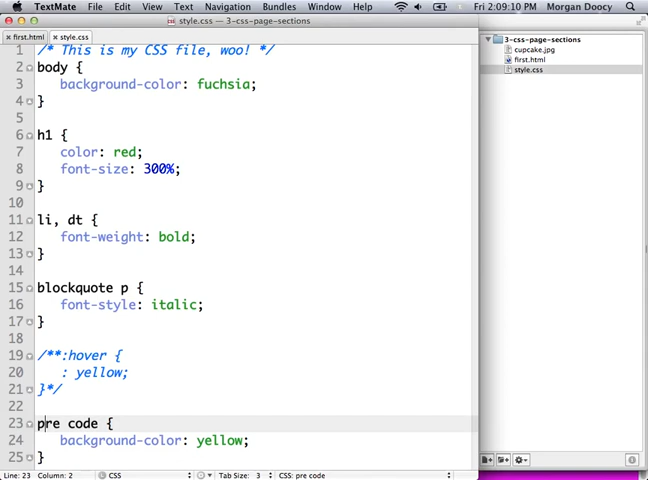 TextMate File Edit View Text Navigation Bundles Window Help Fri 2:09:10 PM Morgan Doocy
style.css — 3-css-page-sections
first.html style.css
3-css-page-sections
cupcake.jpg
first.html
style.css
1 /* This is my CSS file, woo! */
2 body {
3 background-color: fuchsia;
4 }
5
6 h1 {
7 color: red;
8 font-size: 300%;
9 }
10
11 li, dt {
12 font-weight: bold;
13 }
14
15 blockquote p {
16 font-style: italic;
17 }
18
19 /**:hover {
20 : yellow;
21 }*/
22
23 pre code {
24 background-color: yellow;
25 }
Line: 23 Column: 2 CSS Tab Size: 3 CSS: pre code